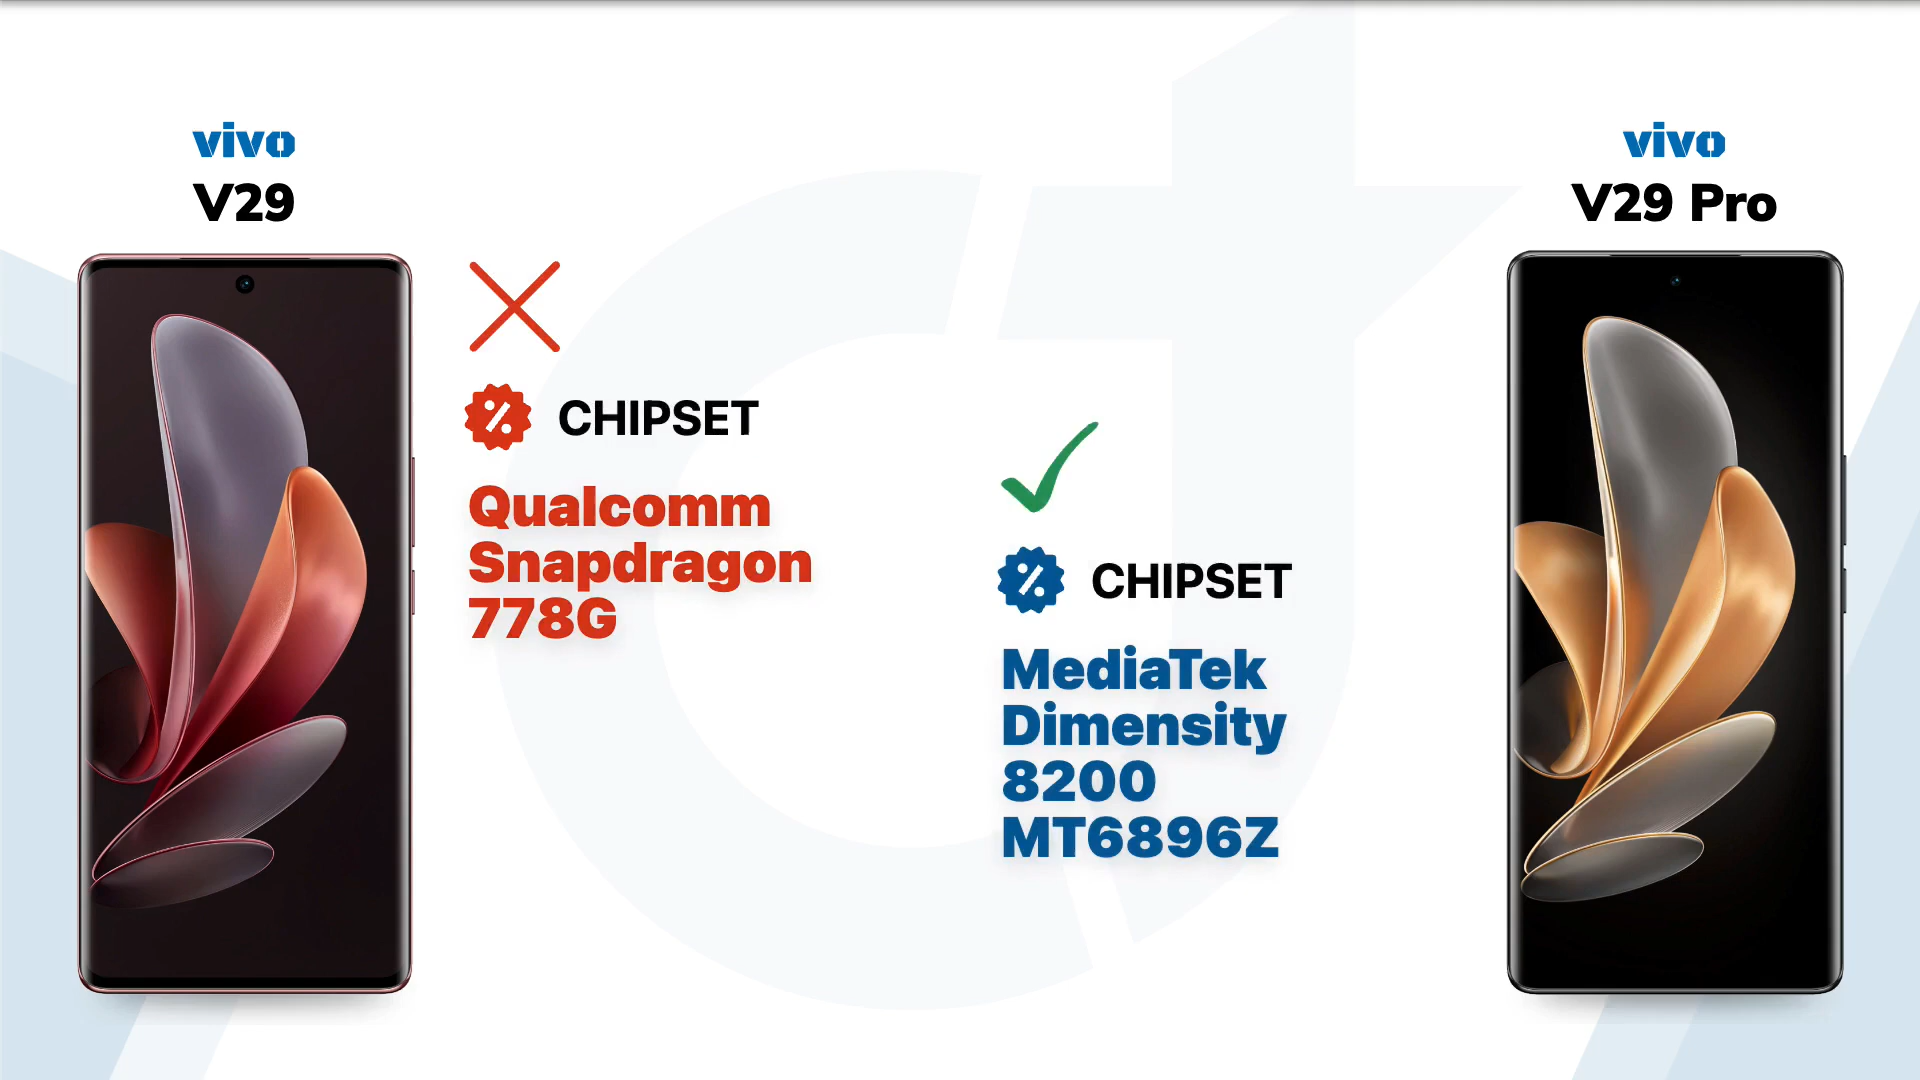 vivo
V29
CHIPSET
Qualcomm
Snapdragon
778G
vivo
V29 Pro
CHIPSET
MediaTek
Dimensity
8200
MT6896Z